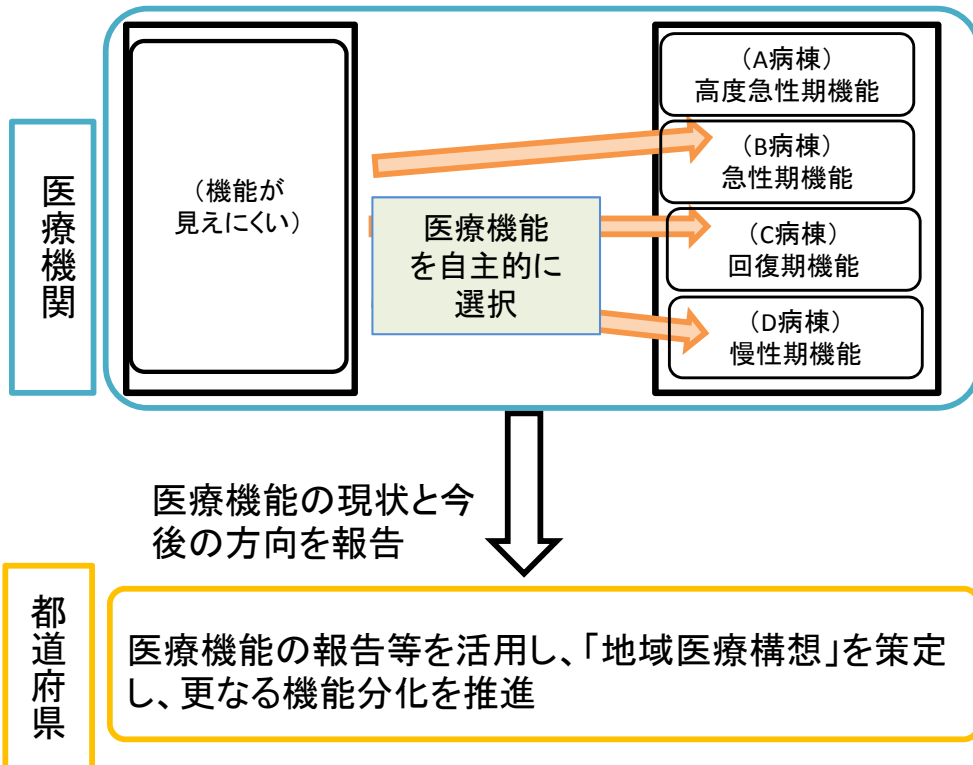 医療機関
（機能が
見えにくい）
医療機能
を自主的に
選択
（A病棟）
高度急性期機能
（B病棟）
急性期機能
（C病棟）
回復期機能
（D病棟）
慢性期機能
医療機能の現状と今
後の方向を報告
都道府県
医療機能の報告等を活用し、「地域医療構想」を策定
し、更なる機能分化を推進